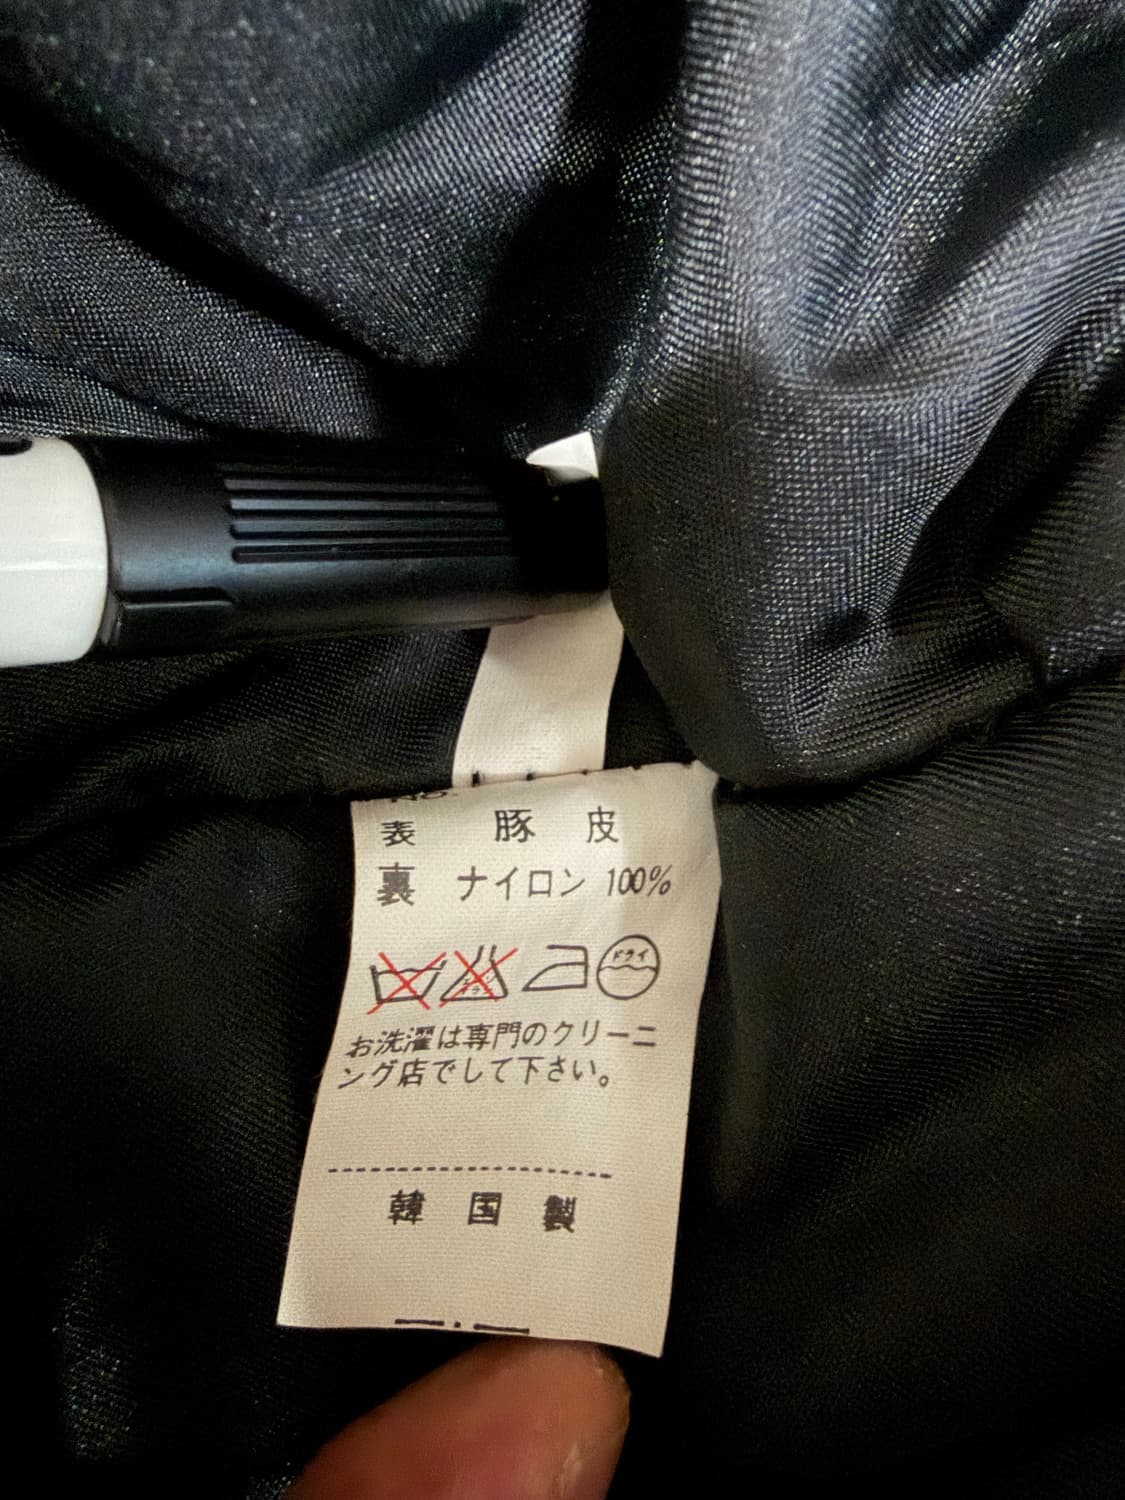 No.
表 豚 皮
裏 ナイロン 100%
ドライ
お洗濯は専門のクリーニ
ング店でして下さい。
韓 国 製